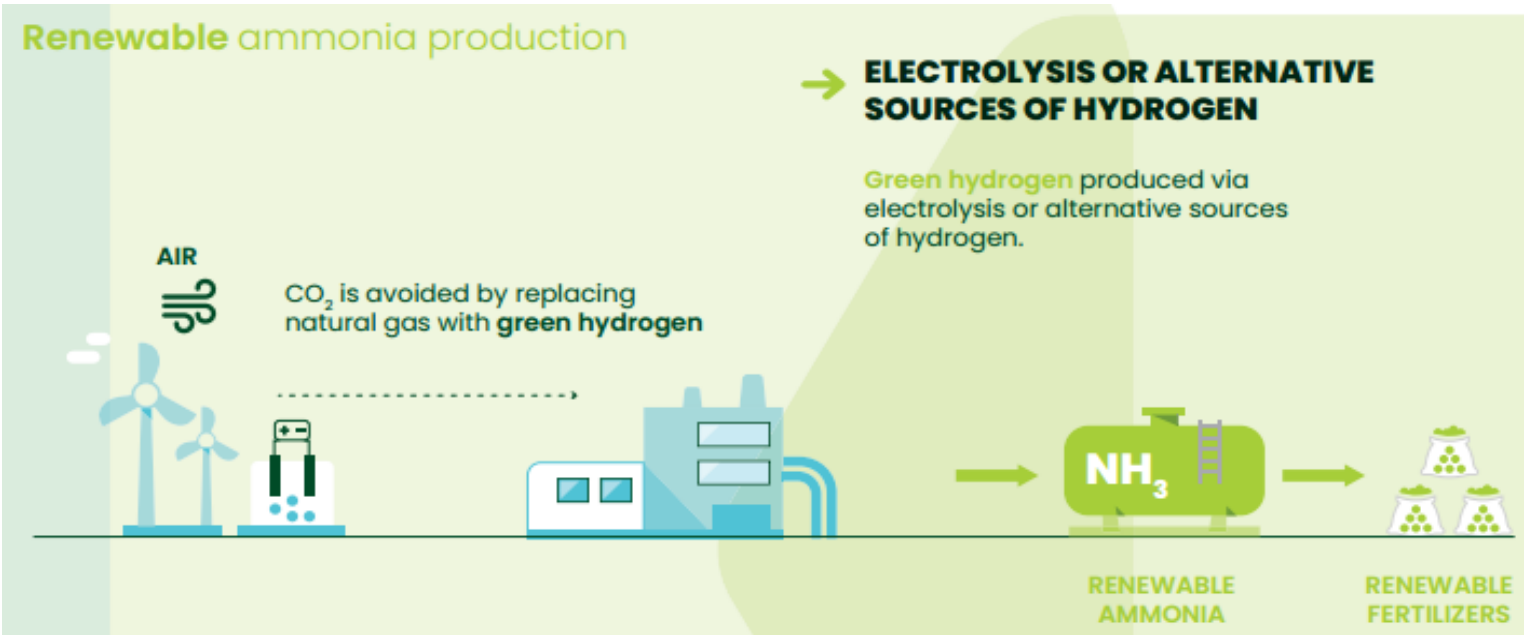 Renewable ammonia production
→ ELECTROLYSIS OR ALTERNATIVE
SOURCES OF HYDROGEN
Green hydrogen produced via
electrolysis or alternative sources
of hydrogen.
AIR
CO₂ is avoided by replacing
natural gas with green hydrogen
+ −
NH₃
RENEWABLE
AMMONIA
RENEWABLE
FERTILIZERS